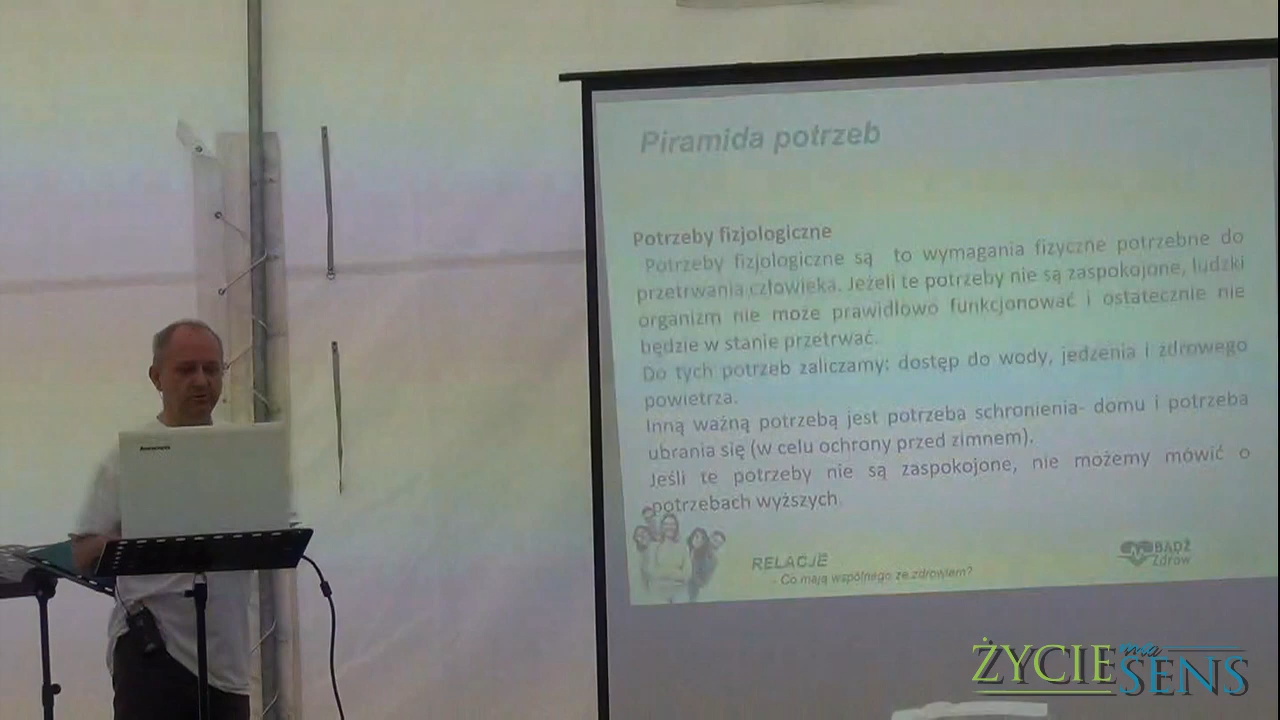 Piramida potrzeb
Potrzeby fizjologiczne
Potrzeby fizjologiczne są to wymagania fizyczne potrzebne do
przetrwania człowieka. Jeżeli te potrzeby nie są zaspokojone, ludzki
organizm nie może prawidłowo funkcjonować i ostatecznie nie
będzie w stanie przetrwać.
Do tych potrzeb zaliczamy: dostęp do wody, jedzenia i zdrowego
powietrza.
Inną ważną potrzebą jest potrzeba schronienia- domu i potrzeba
ubrania się (w celu ochrony przed zimnem).
Jeśli te potrzeby nie są zaspokojone, nie możemy mówić o
potrzebach wyższych.
RELACJE
- Co mają wspólnego ze zdrowiem?
BĄDŹ
Zdrów
lenovo
ŻYCIE ma
SENS